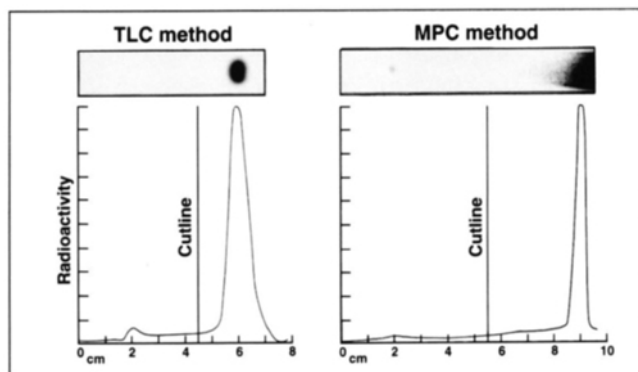 TLC method
MPC method
Radioactivity
Cutline
Cutline
0 2 4 6 8
cm
0 2 4 6 8 10
cm